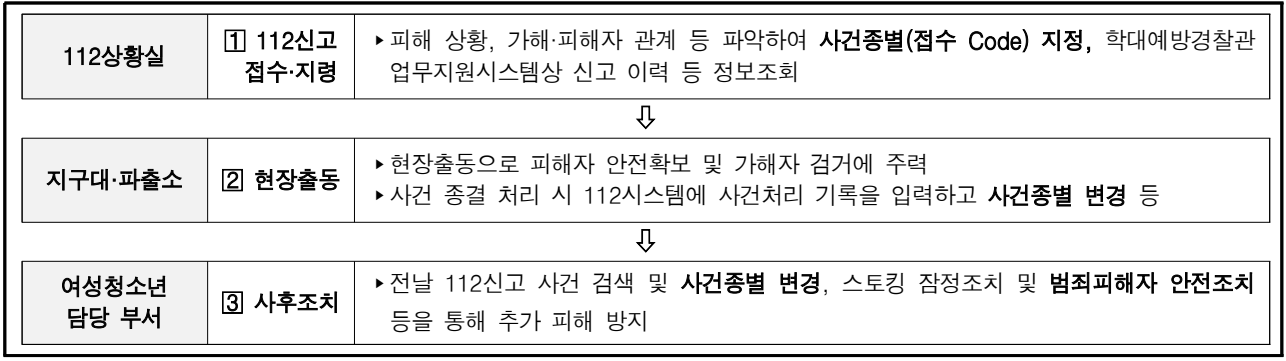 112상황실
1 112신고
접수·지령
▸피해 상황, 가해·피해자 관계 등 파악하여 사건종별(접수 Code) 지정, 학대예방경찰관
업무지원시스템상 신고 이력 등 정보조회
⇩
지구대·파출소
2 현장출동
▸현장출동으로 피해자 안전확보 및 가해자 검거에 주력
▸사건 종결 처리 시 112시스템에 사건처리 기록을 입력하고 사건종별 변경 등
⇩
여성청소년
담당 부서
3 사후조치
▸전날 112신고 사건 검색 및 사건종별 변경, 스토킹 잠정조치 및 범죄피해자 안전조치
등을 통해 추가 피해 방지